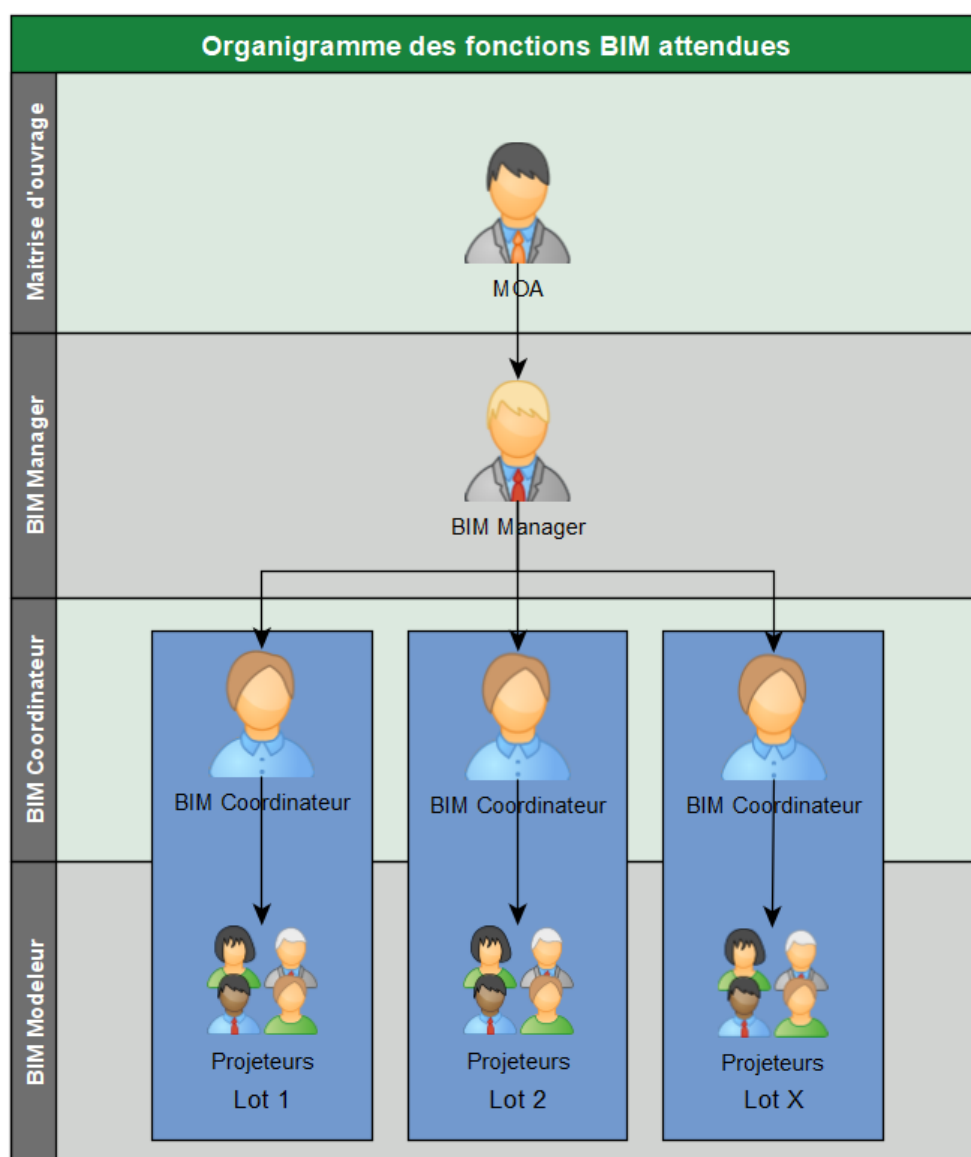 Organigramme des fonctions BIM attendues
Maitrise d'ouvrage
MOA
BIM Manager
BIM Manager
BIM Coordinateur
BIM Coordinateur
BIM Coordinateur
BIM Coordinateur
BIM Modeleur
Projeteurs
Lot 1
Projeteurs
Lot 2
Projeteurs
Lot X